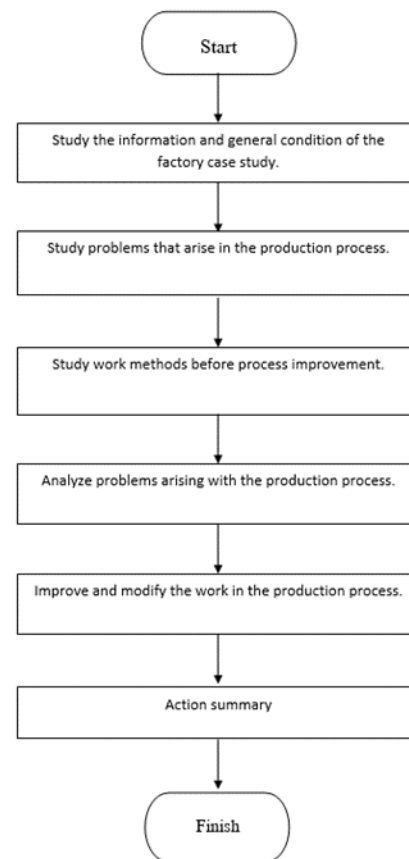 Start
Study the information and general condition of the
factory case study.
Study problems that arise in the production process.
Study work methods before process improvement.
Analyze problems arising with the production process.
Improve and modify the work in the production process.
Action summary
Finish